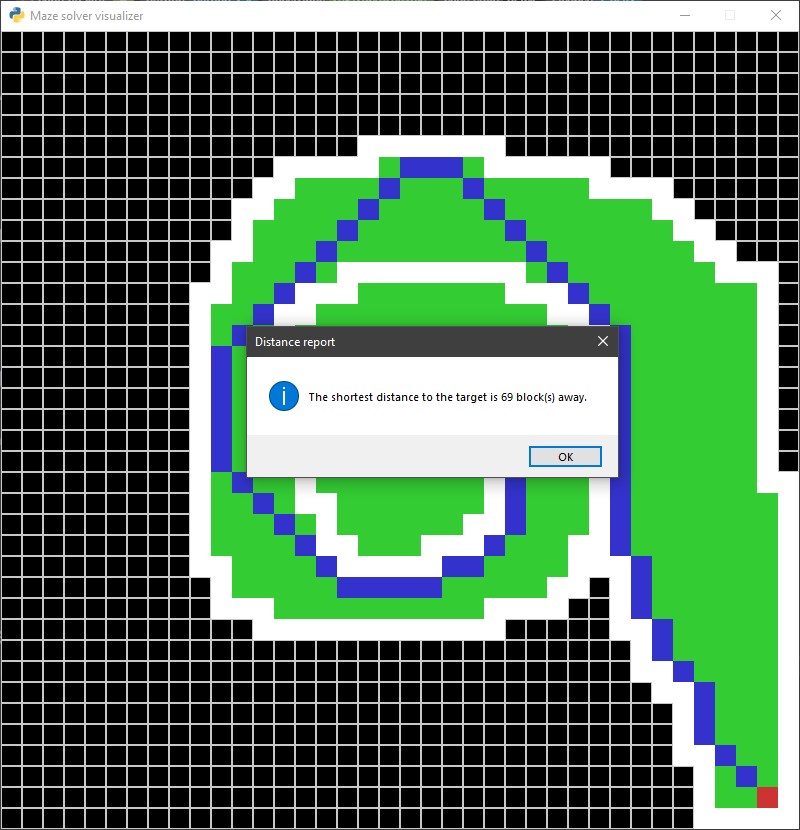 Maze solver visualizer
Distance report
The shortest distance to the target is 69 block(s) away.
OK